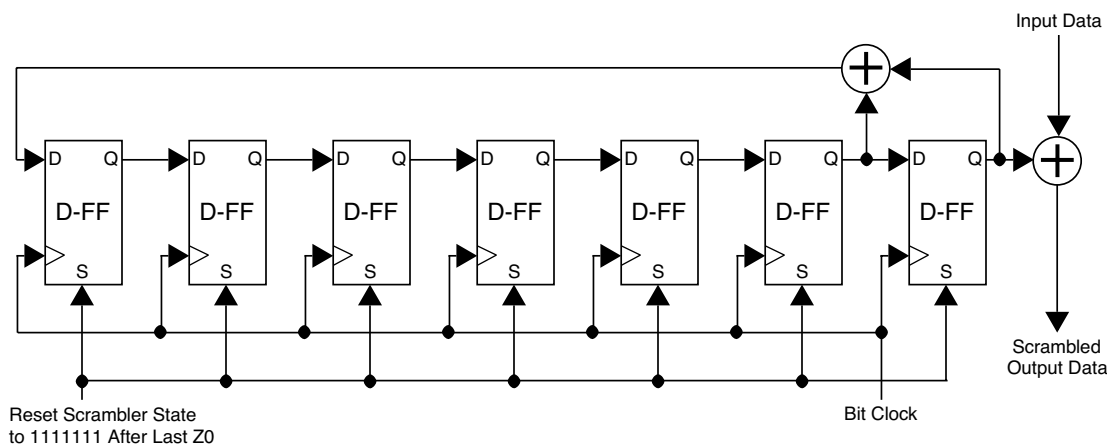 Input Data
D Q D Q D Q D Q D Q D Q D Q
D-FF D-FF D-FF D-FF D-FF D-FF D-FF
S S S S S S S
Scrambled
Output Data
Reset Scrambler State
to 1111111 After Last Z0
Bit Clock